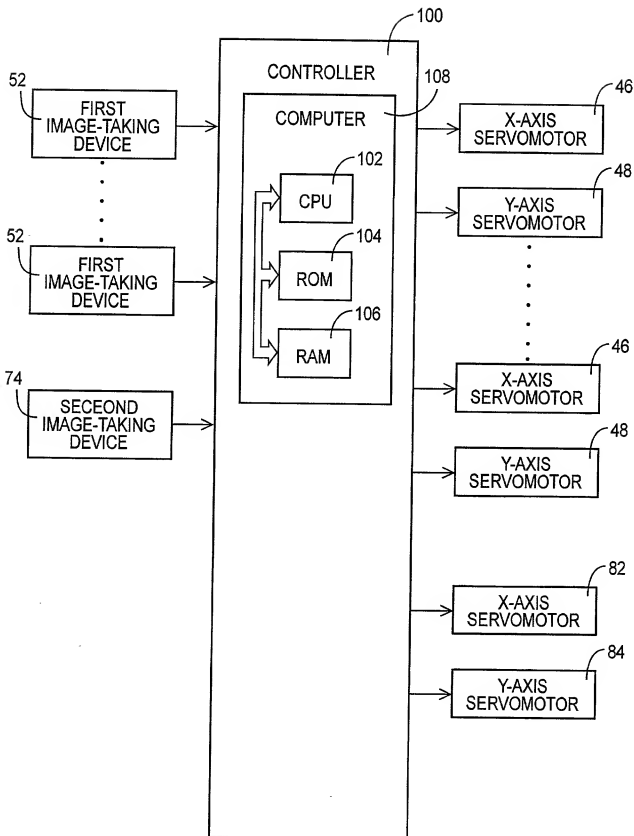 100
CONTROLLER
108
COMPUTER
102
CPU
104
ROM
106
RAM
52
FIRST
IMAGE-TAKING
DEVICE
52
FIRST
IMAGE-TAKING
DEVICE
74
SECEOND
IMAGE-TAKING
DEVICE
46
X-AXIS
SERVOMOTOR
48
Y-AXIS
SERVOMOTOR
46
X-AXIS
SERVOMOTOR
48
Y-AXIS
SERVOMOTOR
82
X-AXIS
SERVOMOTOR
84
Y-AXIS
SERVOMOTOR